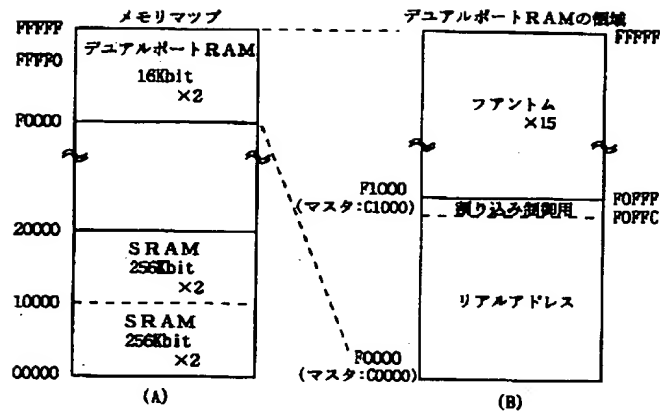 メモリマップ
FFFFF
デュアルポートRAM
FFFF0
16Kbit
×2
F0000
20000
SRAM
256Kbit
×2
10000
SRAM
256Kbit
×2
00000
(A)
デュアルポートRAMの領域
FFFFF
フアントム
×15
F1000
(マスタ:C1000)
F0FFF
割り込み制御用
F0FFC
リアルアドレス
F0000
(マスタ:C0000)
(B)